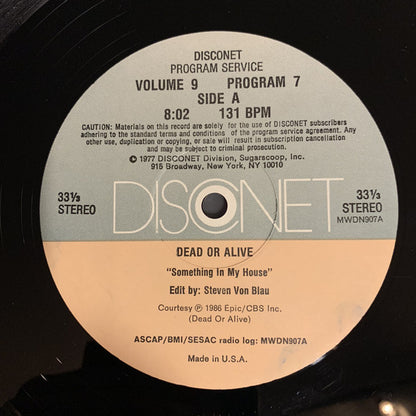 DISCONET
PROGRAM SERVICE
VOLUME 9 PROGRAM 7
SIDE A
8:02 131 BPM
CAUTION: Materials on this record are solely for the use of DISCONET subscribers
adhering to the standard terms and conditions of the program service agreement. Any
other use, duplication or copying, or sale will result in subscription cancellation
and may be subject to criminal prosecution.
© 1977 DISCONET Division, Sugarscoop, Inc.
915 Broadway, New York, NY 10010
33⅓ STEREO
DISCONET
33⅓ STEREO
MWDN907A
DEAD OR ALIVE
"Something In My House"
Edit by: Steven Von Blau
Courtesy ℗ 1986 Epic/CBS Inc.
(Dead Or Alive)
ASCAP/BMI/SESAC radio log: MWDN907A
Made in U.S.A.